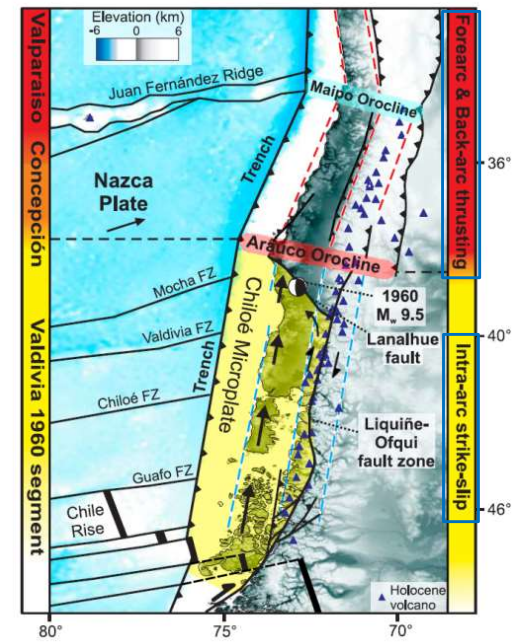 Elevation (km)
-6 0 6
Valparaiso
Concepción
Valdivia 1960 segment
Juan Fernández Ridge
Maipo Orocline
Trench
Nazca
Plate
Arauco Orocline
Mocha FZ
1960
Mw 9.5
Chiloé Microplate
Lanalhue
fault
Valdivia FZ
Trench
Chiloé FZ
Liquiñe-
Ofqui
fault zone
Guafo FZ
Chile
Rise
Holocene
volcano
Forearc & Back-arc thrusting
Intra-arc strike-slip
36°
40°
46°
80° 75° 70°